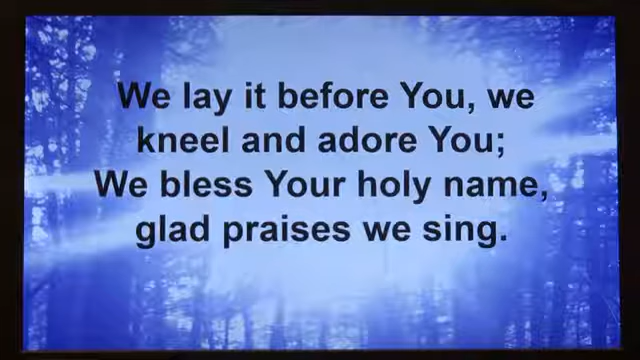 We lay it before You, we
kneel and adore You;
We bless Your holy name,
glad praises we sing.